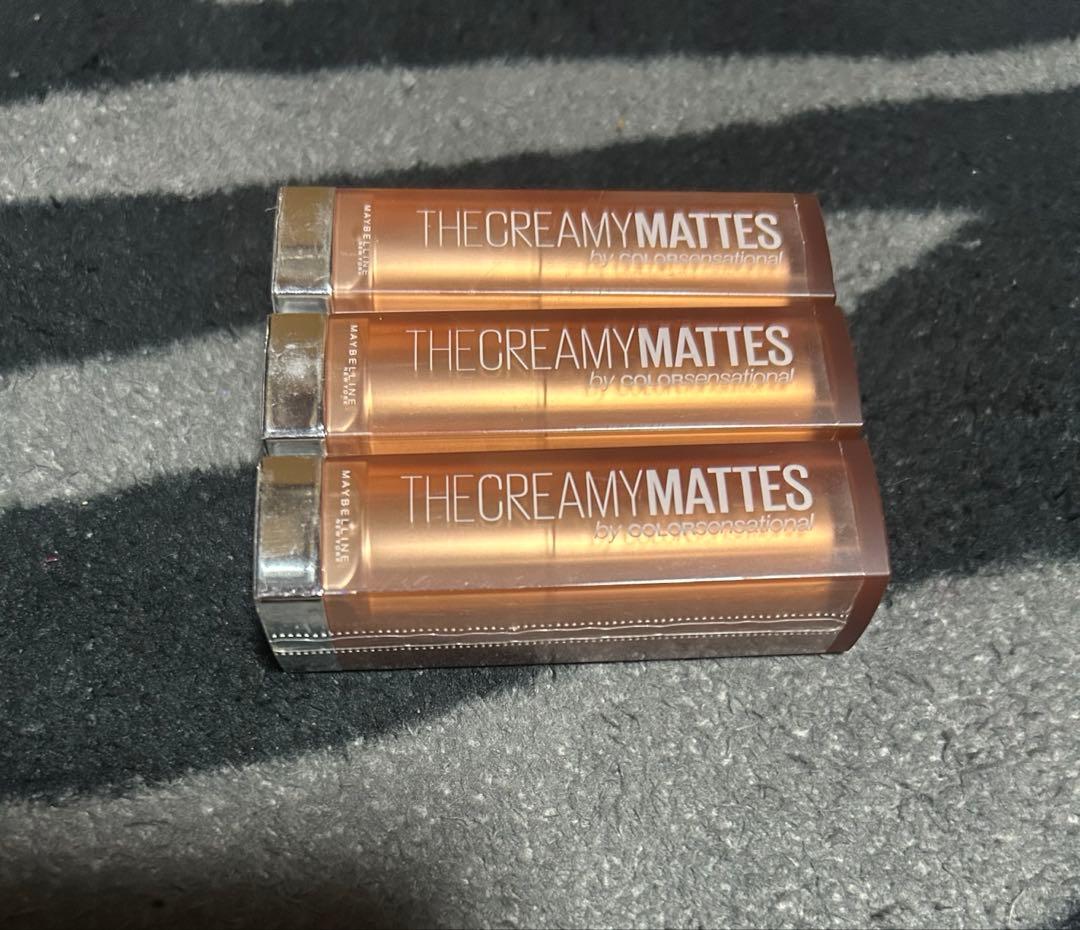 MAYBELLINE
NEW YORK
THECREAMYMATTES
by COLORsensational
MAYBELLINE
NEW YORK
THECREAMYMATTES
by COLORsensational
MAYBELLINE
NEW YORK
THECREAMYMATTES
by COLORsensational